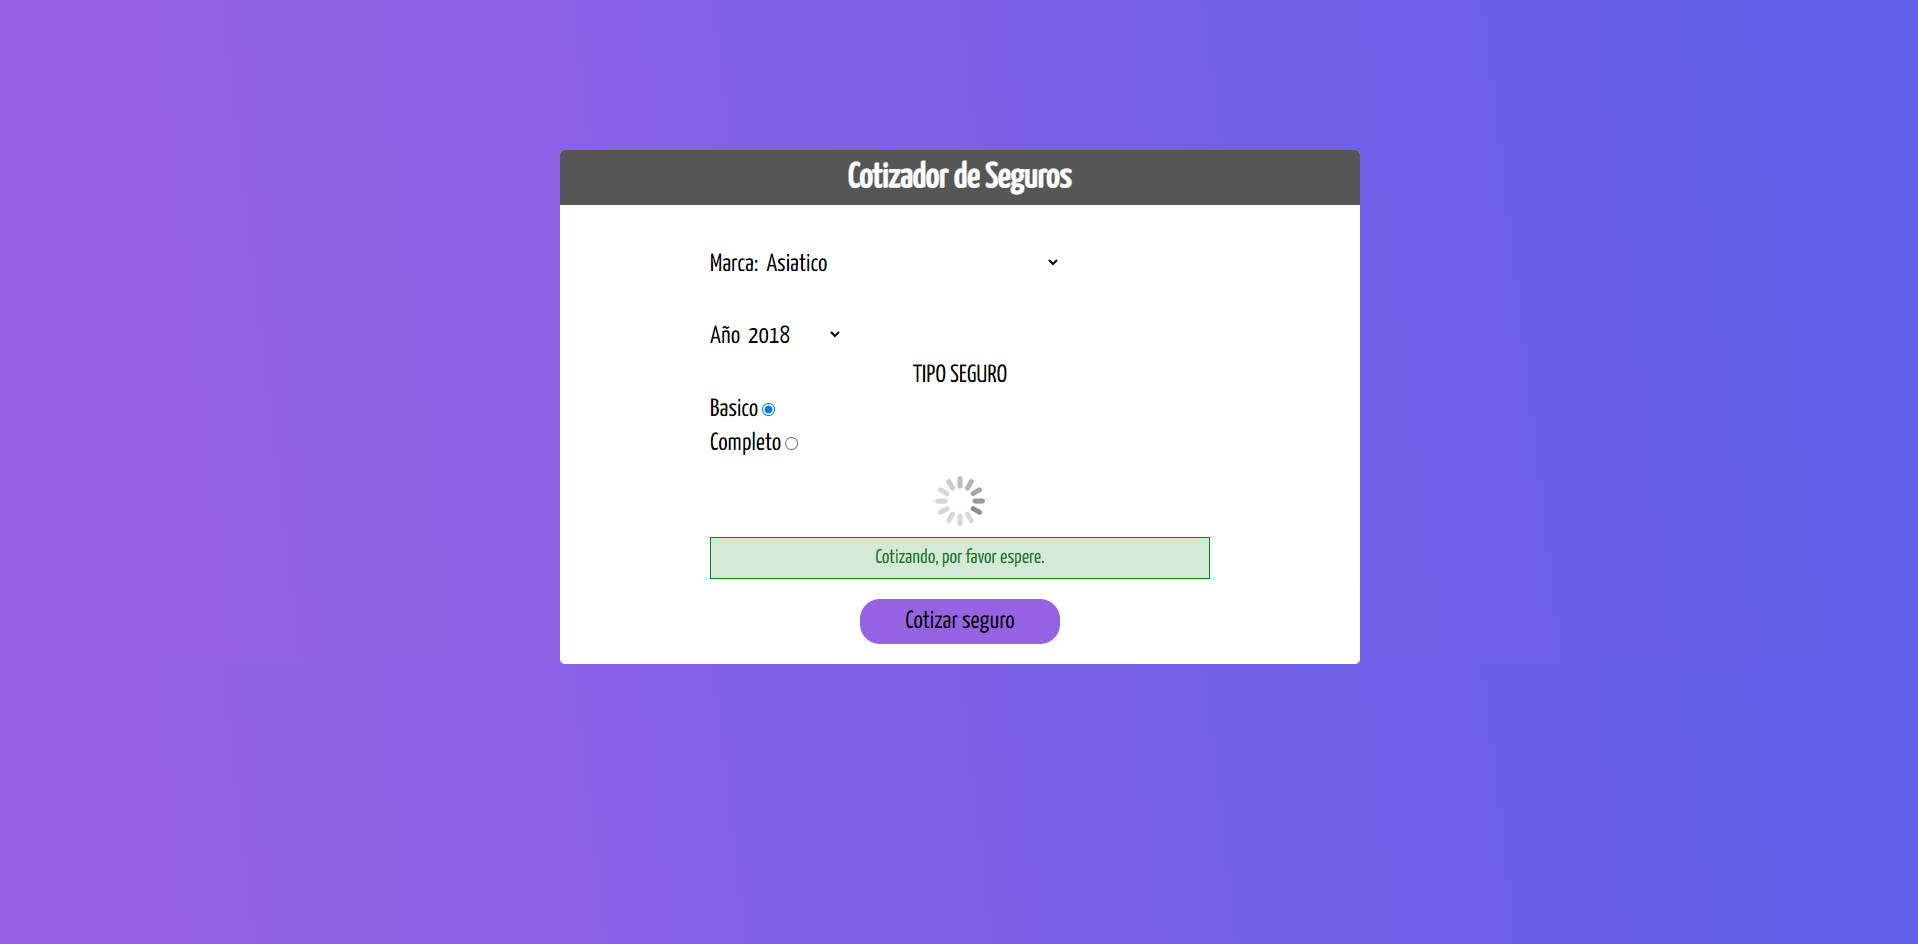 Cotizador de Seguros
Marca: Asiatico
Año 2018
TIPO SEGURO
Basico
Completo
Cotizando, por favor espere.
Cotizar seguro